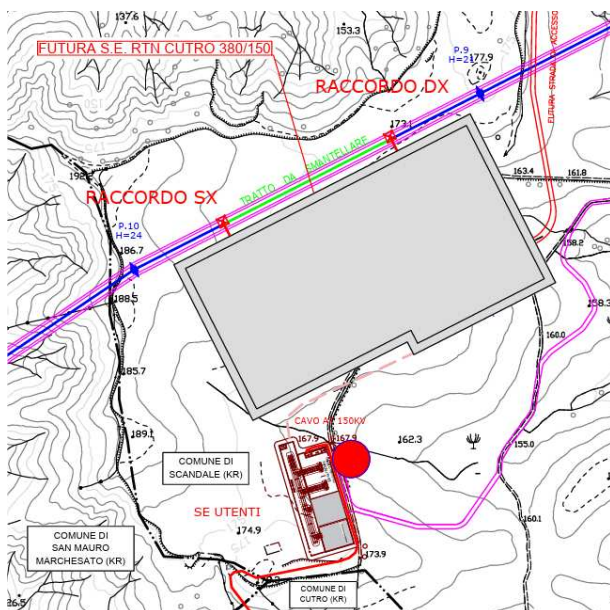 137.6
153.3
FUTURA S.E. RTN CUTRO 380/150
P.9
H=21
177.9
RACCORDO DX
FUTURA STRADA DI ACCESSO
173.1
TRATTO DA SMANTELLARE
163.4
161.8
RACCORDO SX
P.10
H=24
186.7
158.2
188.5
158.3
160.0
185.7
CAVO AT 150KV
167.9
167.9
162.3
189.1
155.0
COMUNE DI
SCANDALE (KR)
SE UTENTI
174.9
175
160.1
COMUNE DI
SAN MAURO
MARCHESATO (KR)
173.9
COMUNE DI
CUTRO (KR)
26.5